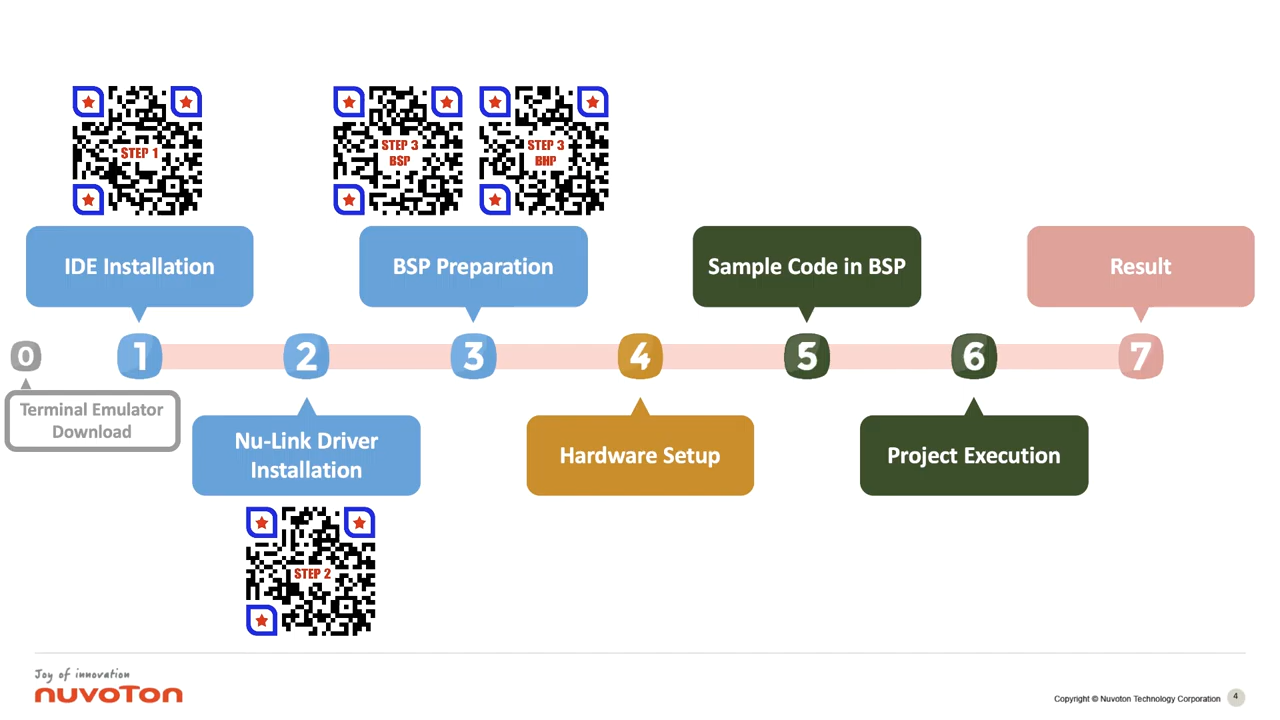 STEP 1
STEP 3
BSP
STEP 3
BHP
IDE Installation
BSP Preparation
Sample Code in BSP
Result
0
1
2
3
4
5
6
7
Terminal Emulator
Download
Nu-Link Driver
Installation
Hardware Setup
Project Execution
STEP 2
Joy of innovation
nuvoton
Copyright © Nuvoton Technology Corporation
4